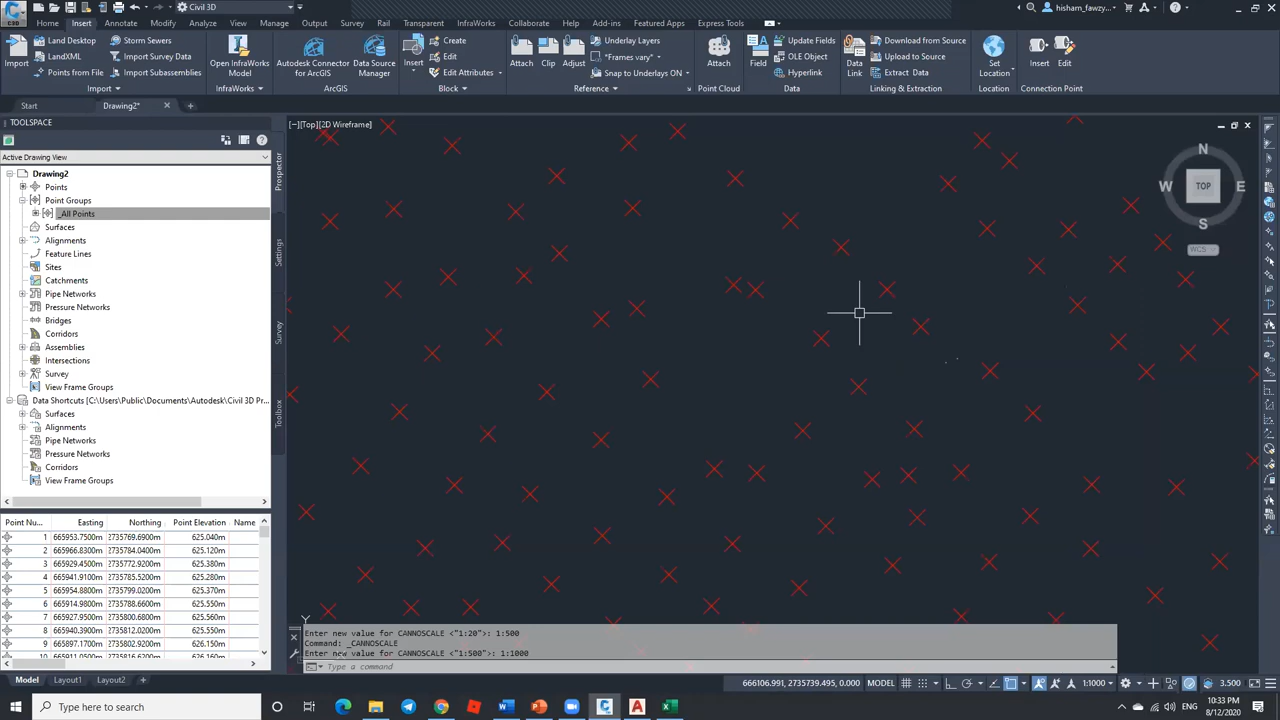 Civil 3D
hisham_fawzy...
C3D
Home Insert Annotate Modify Analyze View Manage Output Survey Rail Transparent InfraWorks Collaborate Help Add-ins Featured Apps Express Tools
Import
Land Desktop
LandXML
Points from File
Storm Sewers
Import Survey Data
Import Subassemblies
Import
Open InfraWorks
Model
InfraWorks
Autodesk Connector
for ArcGIS
Data Source
Manager
ArcGIS
Insert
Create
Edit
Edit Attributes
Block
Attach
Clip
Adjust
Underlay Layers
*Frames vary*
Snap to Underlays ON
Reference
Attach
Point Cloud
Field
Update Fields
OLE Object
Hyperlink
Data
Data
Link
Download from Source
Upload to Source
Extract Data
Linking & Extraction
Set
Location
Location
Insert
Edit
Connection Point
Start
Drawing2*
TOOLSPACE
Active Drawing View
Drawing2
Points
Point Groups
_All Points
Surfaces
Alignments
Feature Lines
Sites
Catchments
Pipe Networks
Pressure Networks
Bridges
Corridors
Assemblies
Intersections
Survey
View Frame Groups
Data Shortcuts [C:\Users\Public\Documents\Autodesk\Civil 3D Pr...
Surfaces
Alignments
Pipe Networks
Pressure Networks
Corridors
View Frame Groups
Prospector
Settings
Survey
Toolbox
Point Nu... Easting Northing Point Elevation Name
1 665953.7500m 2735769.6900m 625.040m
2 665966.8300m 2735784.0400m 625.120m
3 665929.4500m 2735772.9200m 625.380m
4 665941.9100m 2735785.5200m 625.280m
5 665954.8800m 2735799.0200m 625.370m
6 665914.9800m 2735788.6600m 625.550m
7 665927.9500m 2735800.6800m 625.560m
8 665940.3900m 2735812.0200m 625.550m
9 665897.1700m 2735804.6300m 626.150m
10 665911.0500m 2735816.6200m 626.160m
[−][Top][2D Wireframe]
N
W TOP E
S
WCS
Y
Enter new value for CANNOSCALE <"1:20">: 1:500
Command: _CANNOSCALE
Enter new value for CANNOSCALE <"1:500">: 1:1000
Type a command
Model Layout1 Layout2
666106.991, 2735739.495, 0.000 MODEL
1:1000
3.500
Type here to search
ENG
10:33 PM
8/12/2020